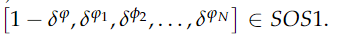 [1 − δ^φ, δ^{φ_1}, δ^{ϕ_2}, . . . , δ^{φ_N}] ∈ SOS1.